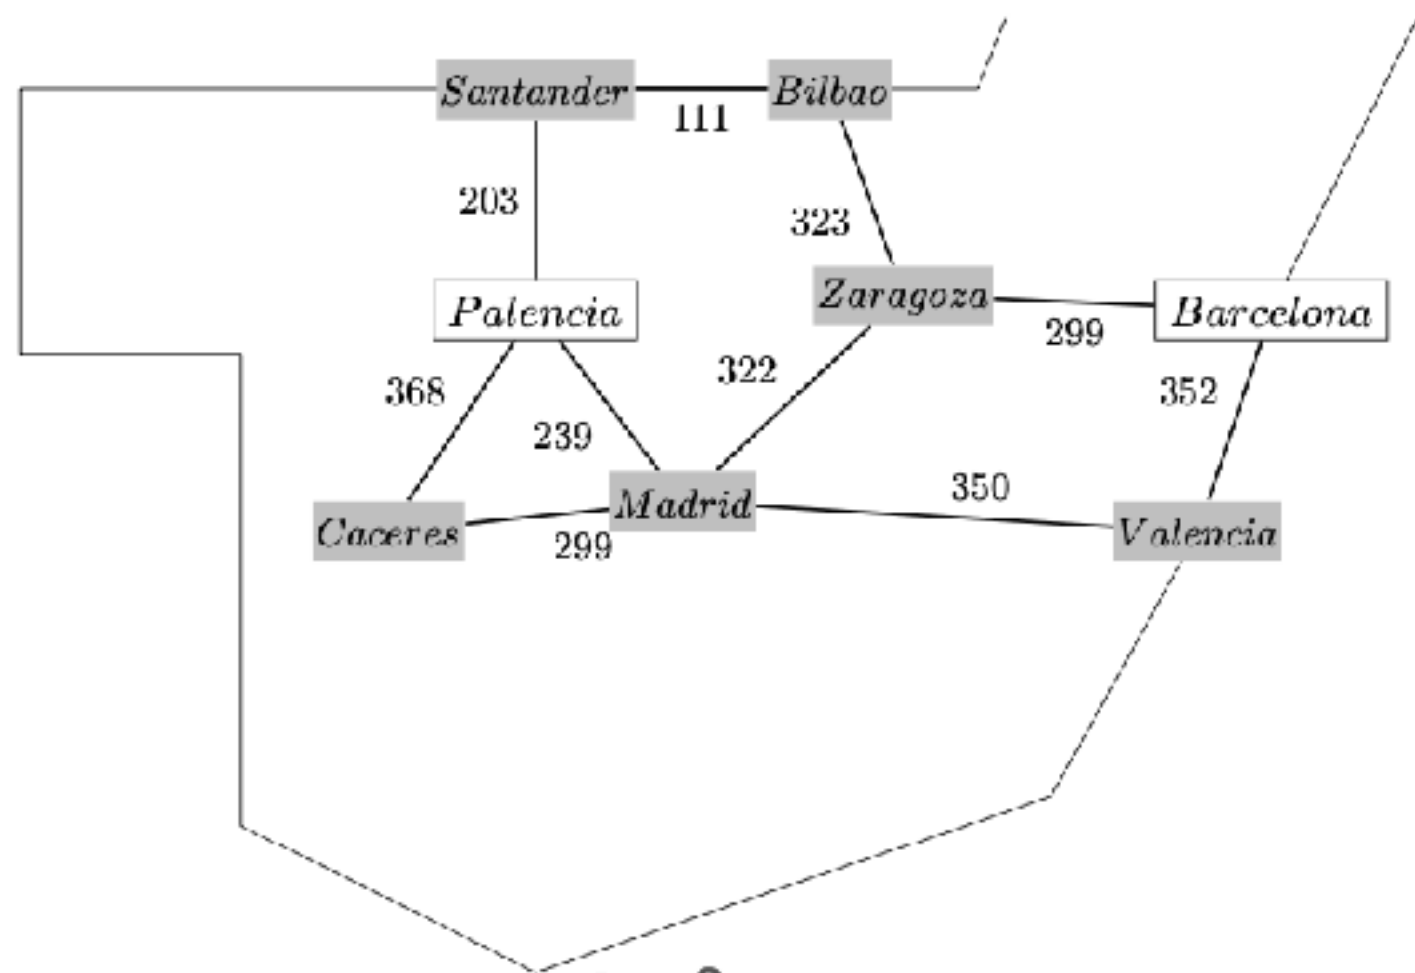 Santander
Bilbao
111
203
323
Palencia
Zaragoza
Barcelona
299
322
352
368
239
350
Madrid
Caceres
Valencia
299